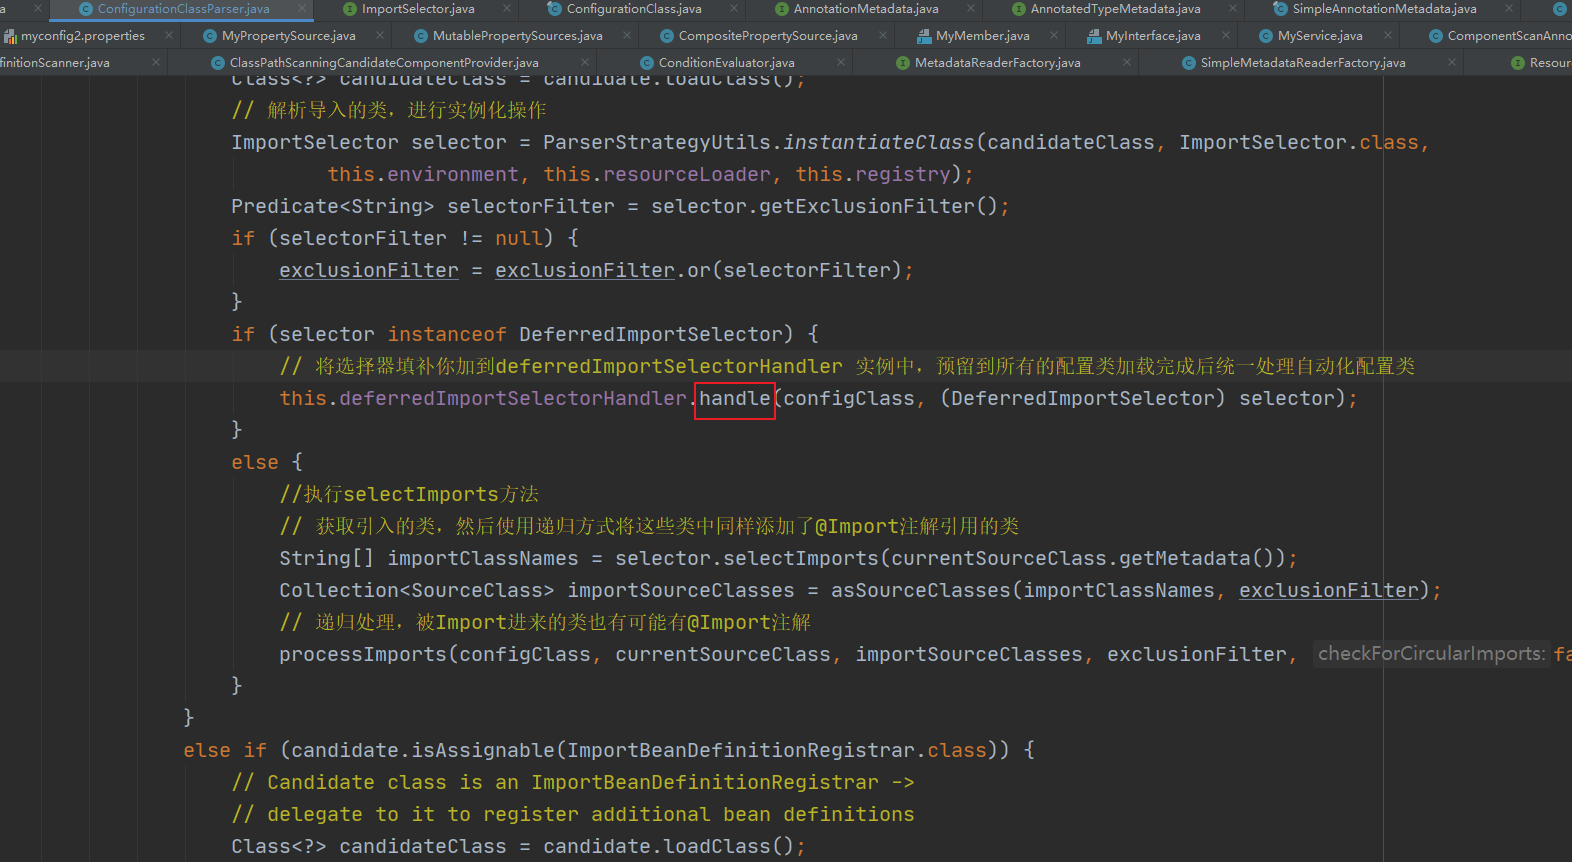 a ConfigurationClassParser.java ImportSelector.java ConfigurationClass.java AnnotationMetadata.java AnnotatedTypeMetadata.java SimpleAnnotationMetadata.java
myconfig2.properties MyPropertySource.java MutablePropertySources.java CompositePropertySource.java MyMember.java MyInterface.java MyService.java ComponentScanAnno
finitionScanner.java ClassPathScanningCandidateComponentProvider.java ConditionEvaluator.java MetadataReaderFactory.java SimpleMetadataReaderFactory.java Resour
Class<?> candidateClass = candidate.loadClass();
// 解析导入的类，进行实例化操作
ImportSelector selector = ParserStrategyUtils.instantiateClass(candidateClass, ImportSelector.class,
this.environment, this.resourceLoader, this.registry);
Predicate<String> selectorFilter = selector.getExclusionFilter();
if (selectorFilter != null) {
exclusionFilter = exclusionFilter.or(selectorFilter);
}
if (selector instanceof DeferredImportSelector) {
// 将选择器填补你加到deferredImportSelectorHandler 实例中，预留到所有的配置类加载完成后统一处理自动化配置类
this.deferredImportSelectorHandler.handle(configClass, (DeferredImportSelector) selector);
}
else {
//执行selectImports方法
// 获取引入的类，然后使用递归方式将这些类中同样添加了@Import注解引用的类
String[] importClassNames = selector.selectImports(currentSourceClass.getMetadata());
Collection<SourceClass> importSourceClasses = asSourceClasses(importClassNames, exclusionFilter);
// 递归处理，被Import进来的类也有可能有@Import注解
processImports(configClass, currentSourceClass, importSourceClasses, exclusionFilter, checkForCircularImports: fa
}
}
else if (candidate.isAssignable(ImportBeanDefinitionRegistrar.class)) {
// Candidate class is an ImportBeanDefinitionRegistrar ->
// delegate to it to register additional bean definitions
Class<?> candidateClass = candidate.loadClass();